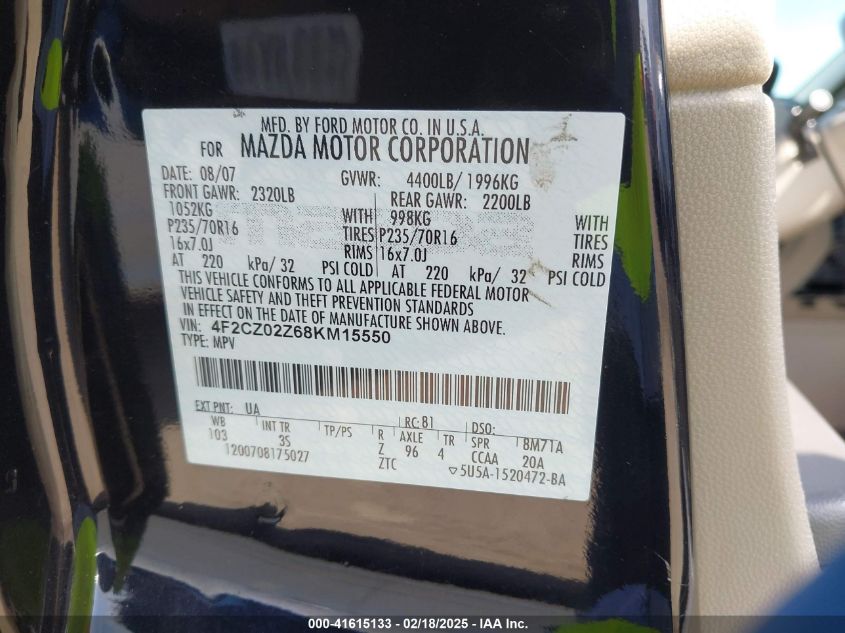 MFD. BY FORD MOTOR CO. IN U.S.A.
FOR MAZDA MOTOR CORPORATION
DATE: 08/07 GVWR: 4400LB/ 1996KG
FRONT GAWR: 2320LB REAR GAWR: 2200LB
1052KG WITH 998KG WITH
P235/70R16 TIRES P235/70R16 TIRES
16x7.0J RIMS 16x7.0J RIMS
AT 220 kPa/ 32 PSI COLD AT 220 kPa/ 32 PSI COLD
THIS VEHICLE CONFORMS TO ALL APPLICABLE FEDERAL MOTOR
VEHICLE SAFETY AND THEFT PREVENTION STANDARDS
IN EFFECT ON THE DATE OF MANUFACTURE SHOWN ABOVE.
VIN: 4F2CZ02Z68KM15550
TYPE: MPV
EXT PNT: UA RC: 81 DSO:
WB INT TR TP/PS R AXLE TR SPR BM71A
103 3S Z 96 4 CCAA 20A
1200708175027 ZTC ▽5U5A-1520472-BA
000-41615133 - 02/18/2025 - IAA Inc.